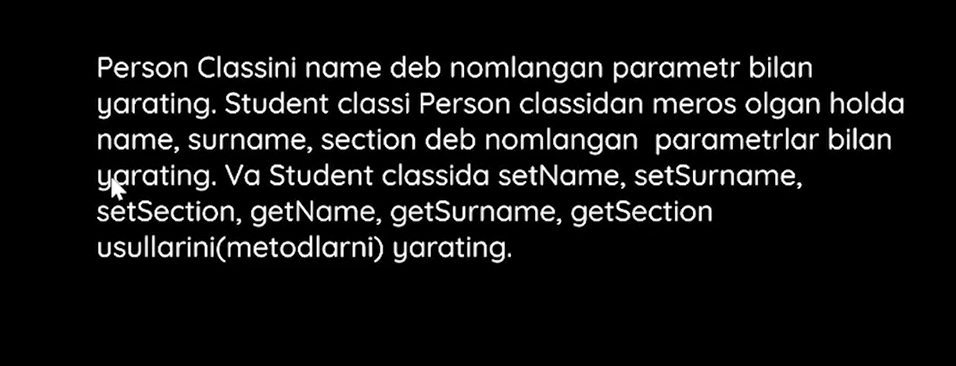 Person Classini name deb nomlangan parametr bilan
yarating. Student classi Person classidan meros olgan holda
name, surname, section deb nomlangan parametrlar bilan
yarating. Va Student classida setName, setSurname,
setSection, getName, getSurname, getSection
usullarini(metodlarni) yarating.